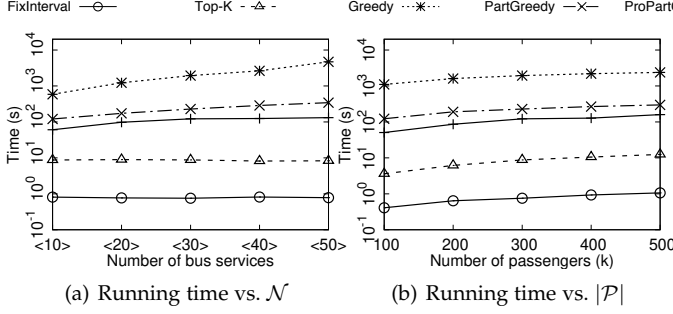 FixInterval Top-K Greedy PartGreedy ProPartG
Time (s)
10^4
10^3
10^2
10^1
10^0
10^-1
<10> <20> <30> <40> <50>
Number of bus services
(a) Running time vs. 𝒩
Time (s)
10^4
10^3
10^2
10^1
10^0
10^-1
100 200 300 400 500
Number of passengers (k)
(b) Running time vs. |𝒫|